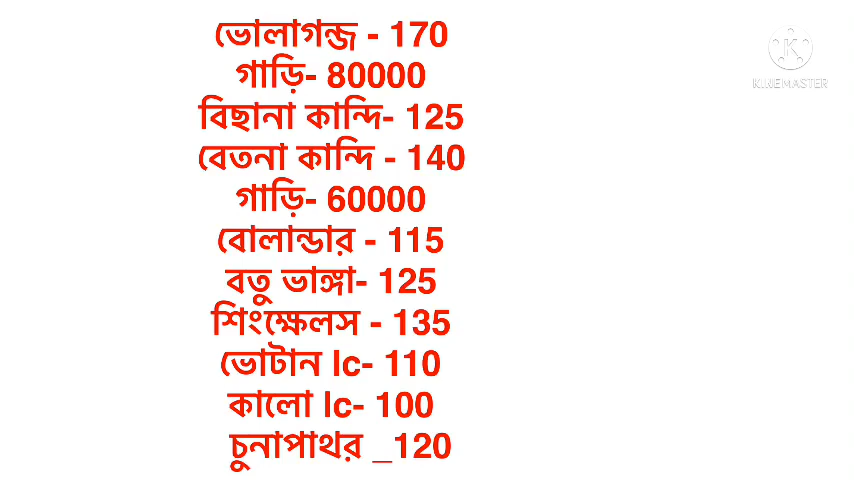 ভোলাগন্জ - 170
গাড়ি- 80000
বিছানা কান্দি- 125
বেতনা কান্দি - 140
গাড়ি- 60000
বোলান্ডার - 115
বতু ভাঙ্গা- 125
শিংক্ষেলস - 135
ভোটান lc- 110
কালো lc- 100
চুনাপাথর _120
K
KINEMASTER